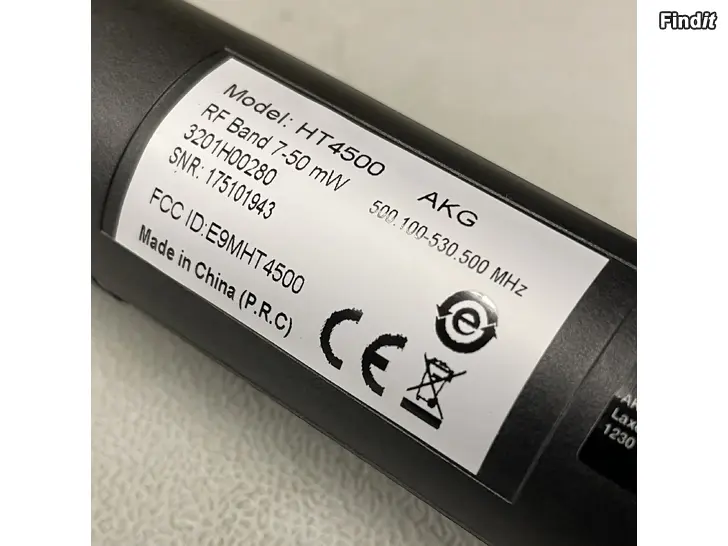 Findit
Model: HT4500 AKG
RF Band 7-50 mW 500.100-530.500 MHz
3201H00280
SNR: 175101943
FCC ID:E9MHT4500
Made in China (P.R.C)
CE
e
1230